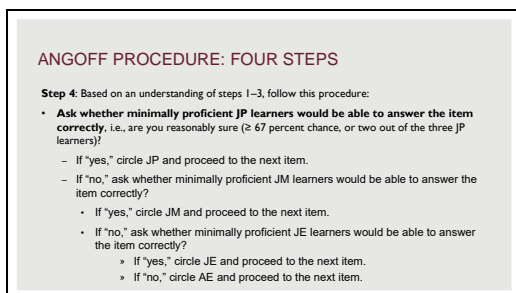 ANGOFF PROCEDURE: FOUR STEPS
Step 4: Based on an understanding of steps 1–3, follow this procedure:
• Ask whether minimally proficient JP learners would be able to answer the item
correctly, i.e., are you reasonably sure (≥ 67 percent chance, or two out of the three JP
learners)?
– If "yes," circle JP and proceed to the next item.
– If "no," ask whether minimally proficient JM learners would be able to answer the
item correctly?
• If "yes," circle JM and proceed to the next item.
• If "no," ask whether minimally proficient JE learners would be able to answer
the item correctly?
» If "yes," circle JE and proceed to the next item.
» If "no," circle AE and proceed to the next item.